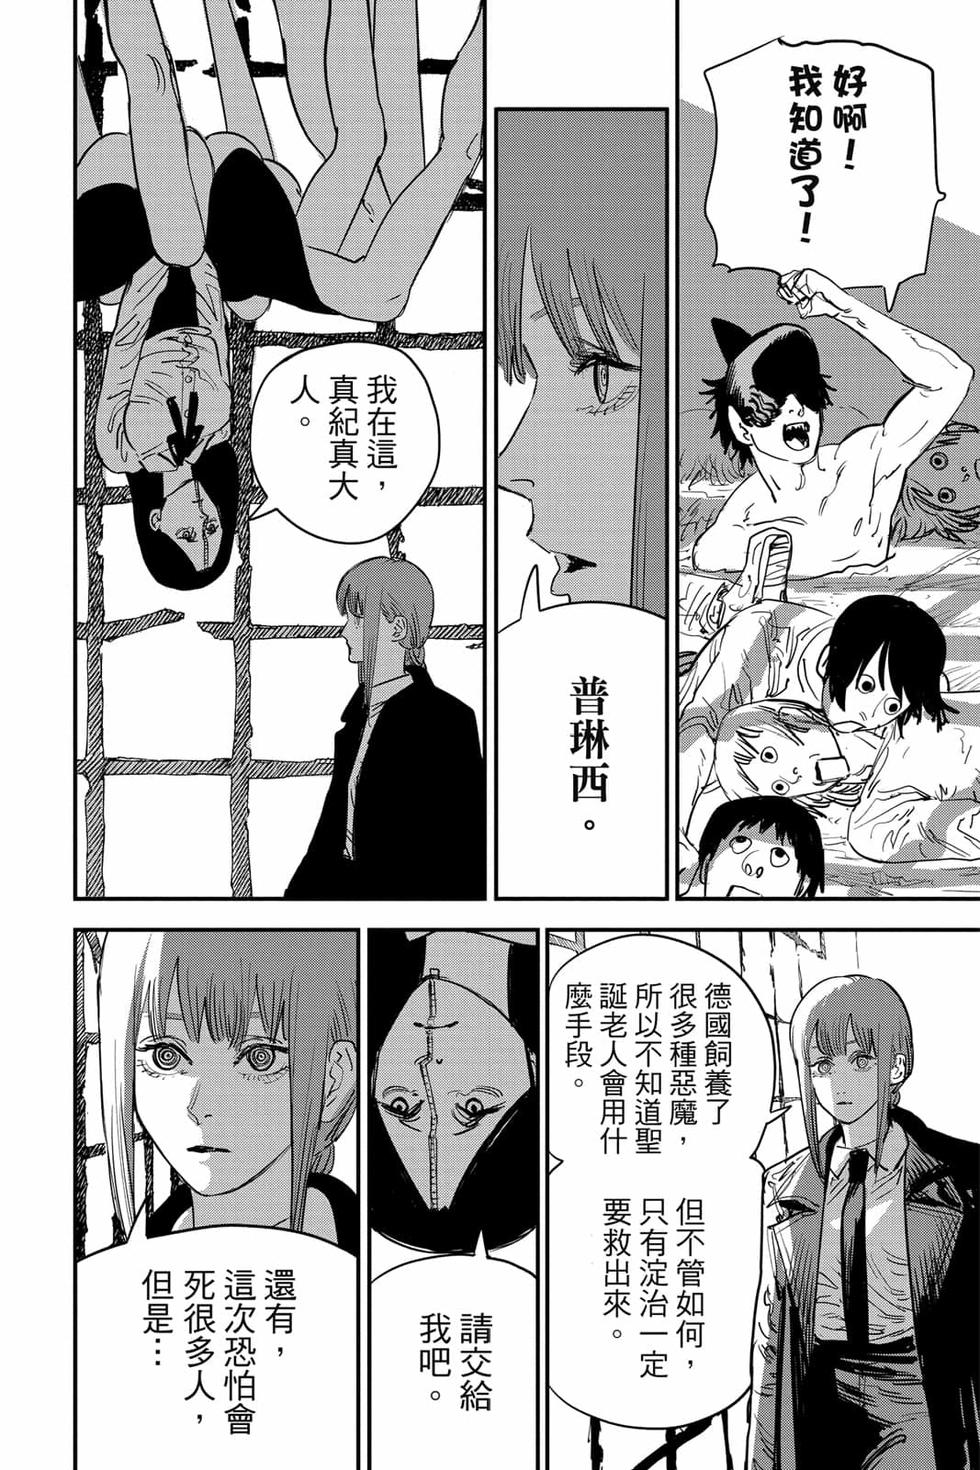 好啊！
我知道了！
普琳西。
我在這，
真紀真大
人。
德國飼養了
很多種惡魔，
所以不知道聖
誕老人會用什
麼手段。
但不管如何，
只有淀治一定
要救出來。
請交給
我吧。
還有，
這次恐怕會
死很多人，
但是…